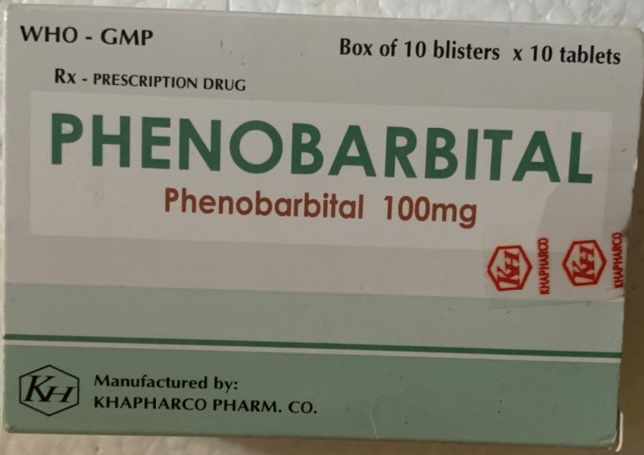 WHO - GMP
Box of 10 blisters x 10 tablets
Rx - PRESCRIPTION DRUG
PHENOBARBITAL
Phenobarbital 100mg
KH KHAPHARCO KH KHAPHARCO
KH
Manufactured by:
KHAPHARCO PHARM. CO.